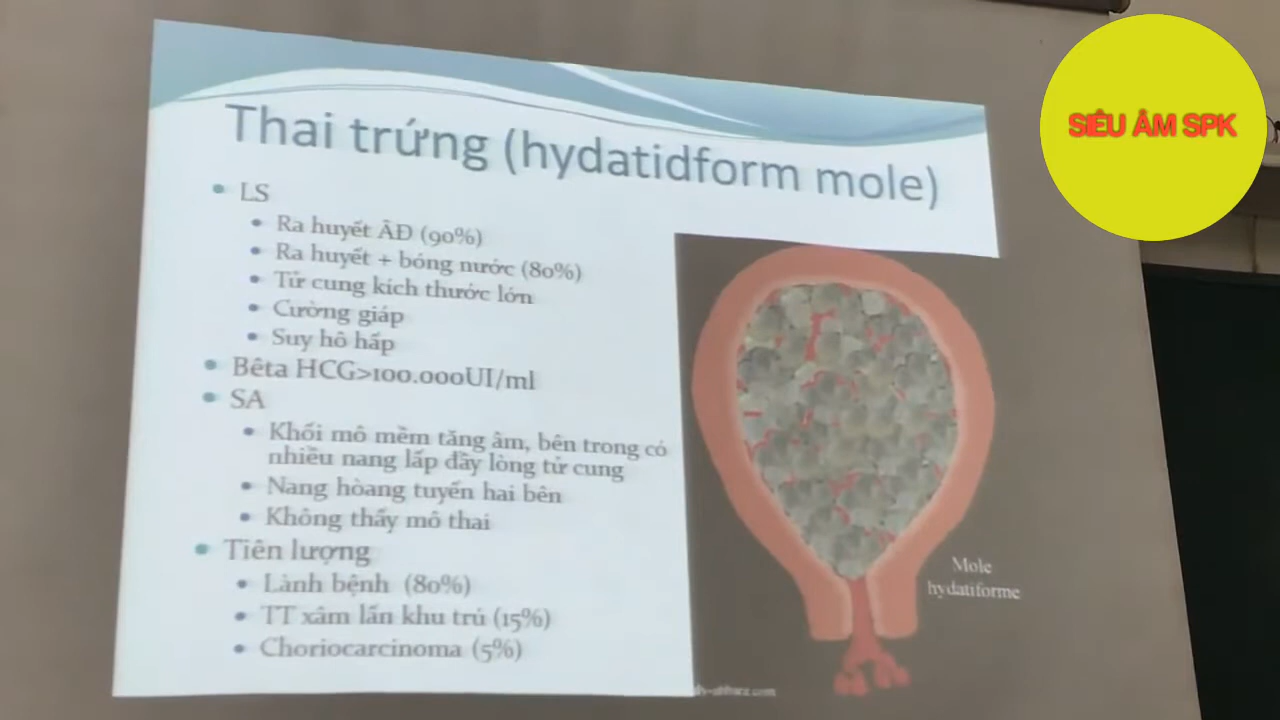 SIÊU ÂM SPK
Thai trứng (hydatidform mole)
LS
Ra huyết ÂĐ (90%)
Ra huyết + bóng nước (80%)
Tử cung kích thước lớn
Cường giáp
Suy hô hấp
Bêta HCG>100.000UI/ml
SA
Khối mô mềm tăng âm, bên trong có
nhiều nang lấp đầy lòng tử cung
Nang hòang tuyến hai bên
Không thấy mô thai
Tiên lượng
Lành bệnh (80%)
TT xâm lấn khu trú (15%)
Choriocarcinoma (5%)
Mole
hydatiforme